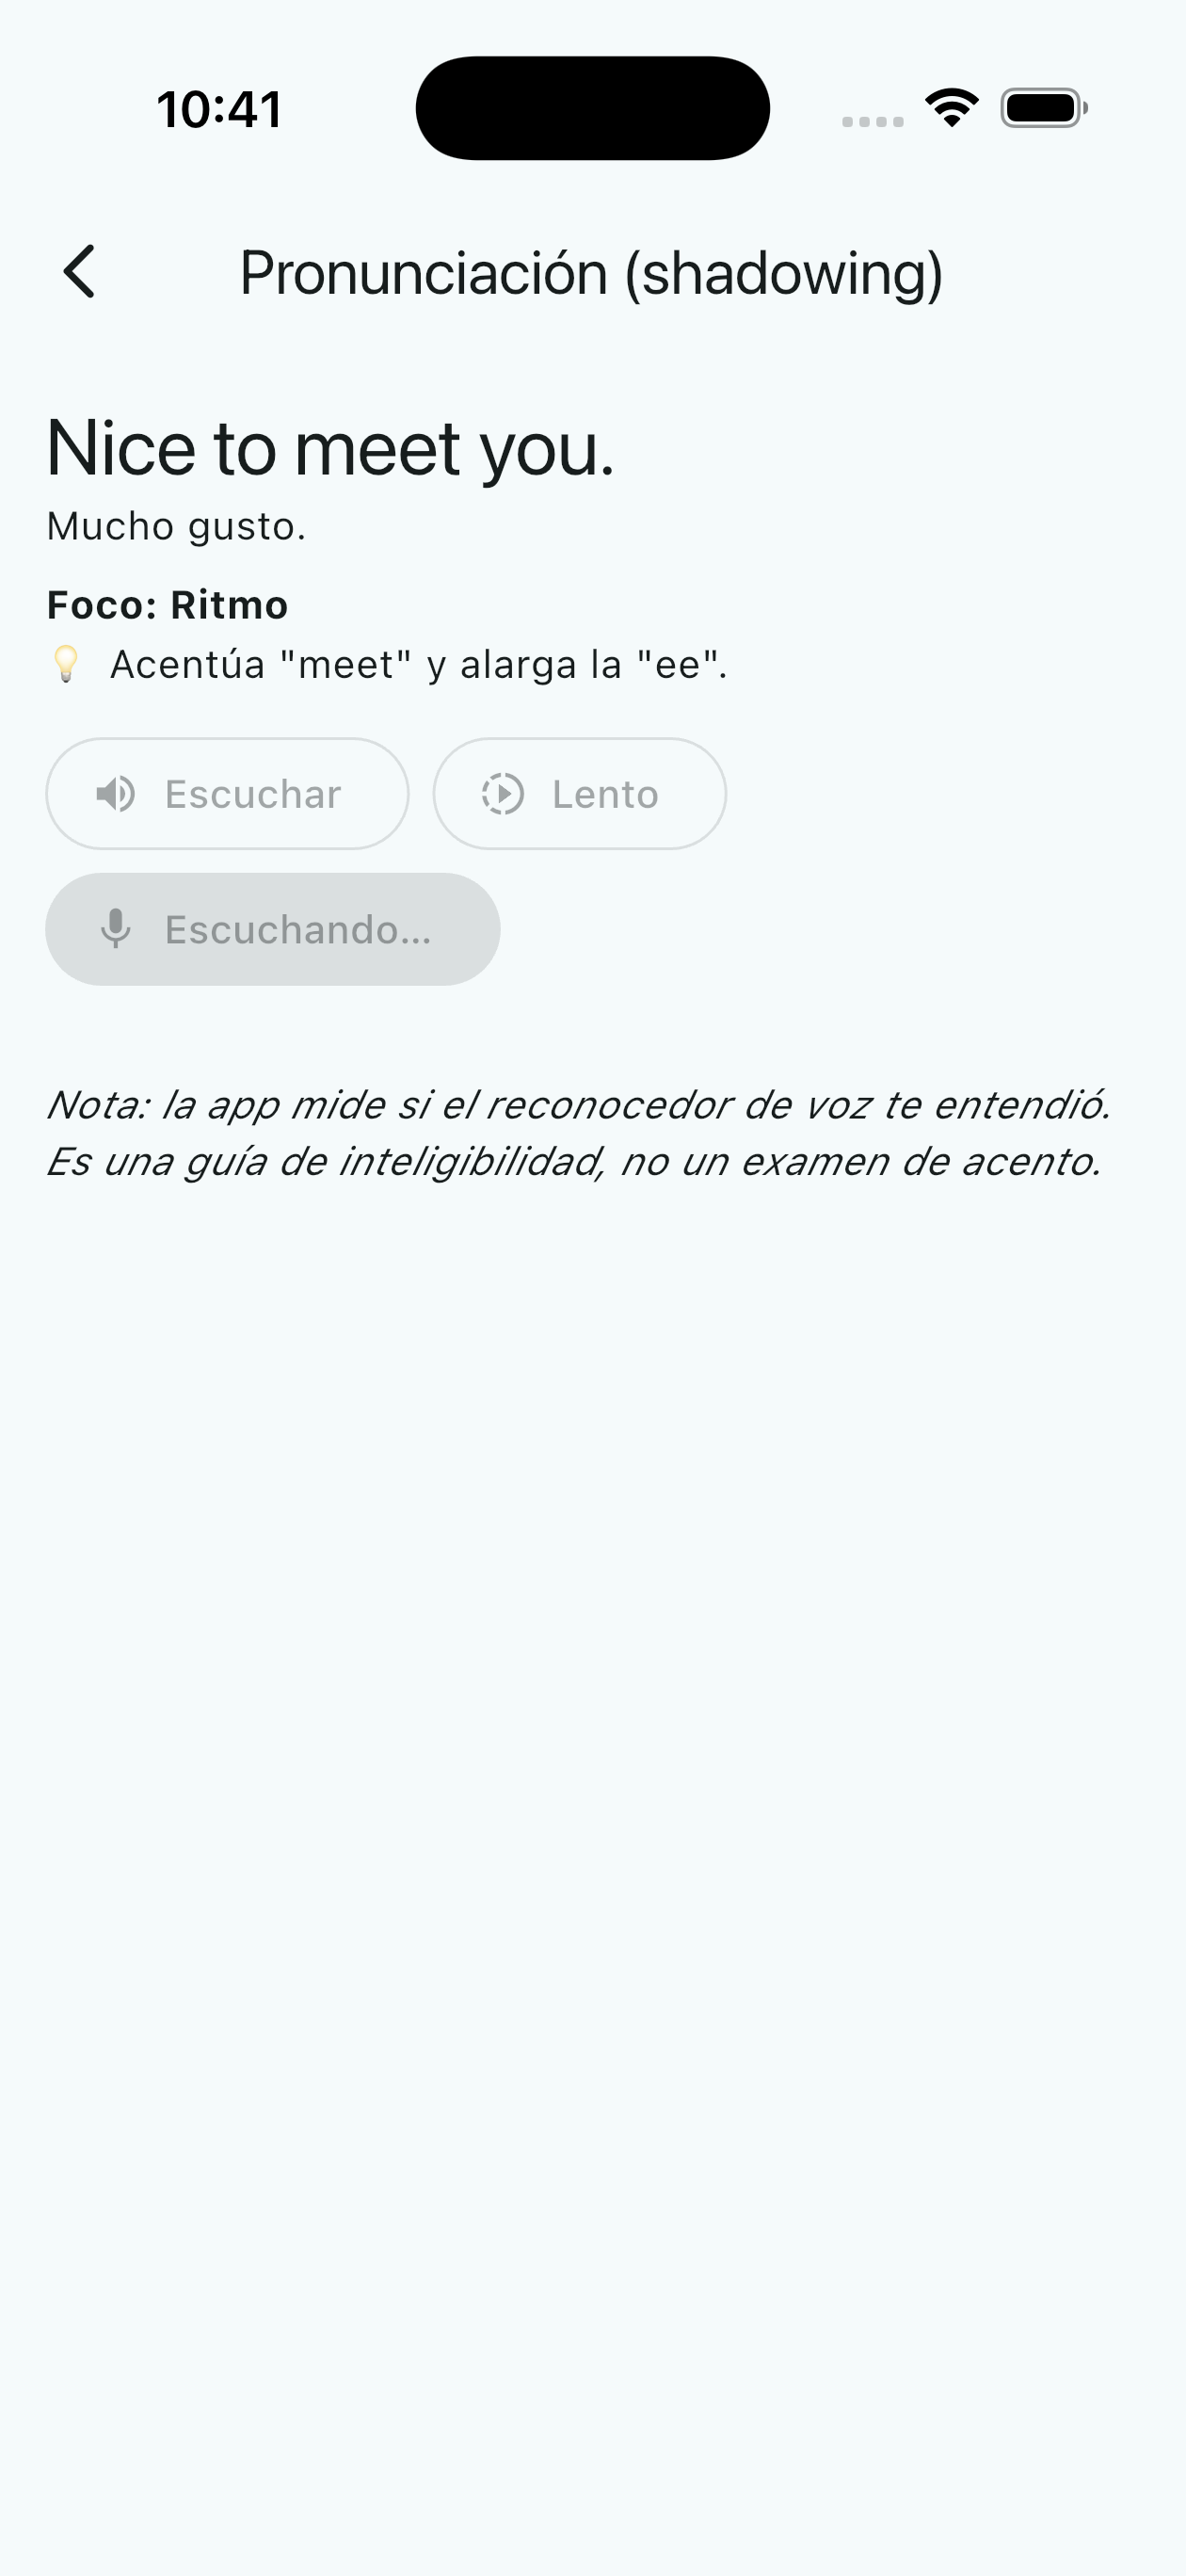 10:41
Pronunciación (shadowing)
Nice to meet you.
Mucho gusto.
Foco: Ritmo
💡 Acentúa "meet" y alarga la "ee".
Escuchar
Lento
Escuchando...
Nota: la app mide si el reconocedor de voz te entendió.
Es una guía de inteligibilidad, no un examen de acento.